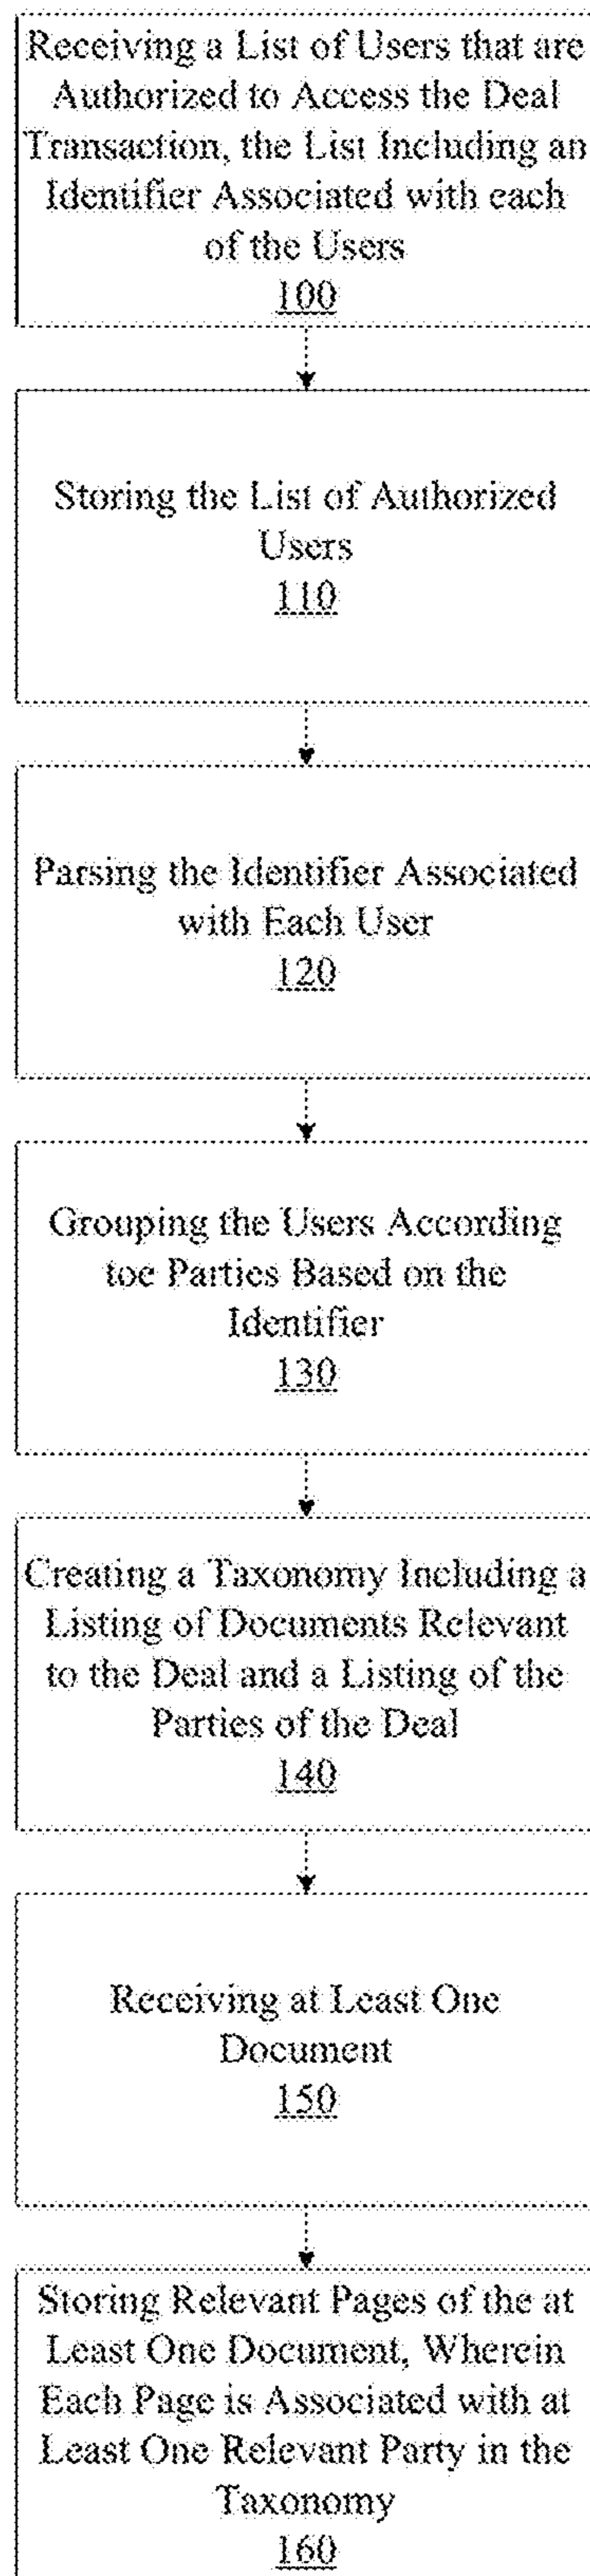 Receiving a List of Users that are
Authorized to Access the Deal
Transaction, the List Including an
Identifier Associated with each
of the Users
100
Storing the List of Authorized
Users
110
Parsing the Identifier Associated
with Each User
120
Grouping the Users According
toc Parties Based on the
Identifier
130
Creating a Taxonomy Including a
Listing of Documents Relevant
to the Deal and a Listing of the
Parties of the Deal
140
Receiving at Least One
Document
150
Storing Relevant Pages of the at
Least One Document, Wherein
Each Page is Associated with at
Least One Relevant Party in the
Taxonomy
160